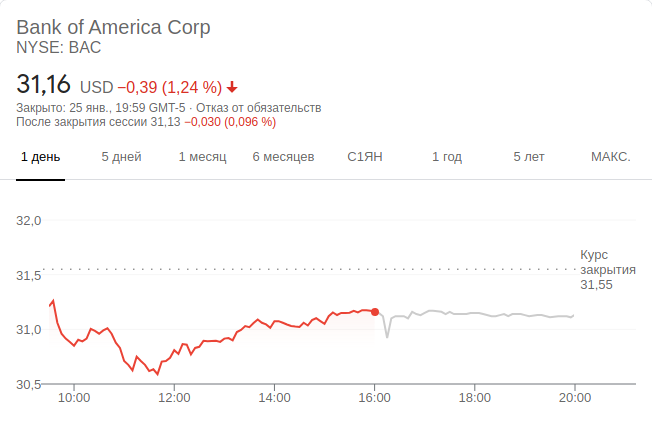 Bank of America Corp
NYSE: BAC
31,16 USD −0,39 (1,24 %)
Закрыто: 25 янв., 19:59 GMT-5 · Отказ от обязательств
После закрытия сессии 31,13 −0,030 (0,096 %)
1 день 5 дней 1 месяц 6 месяцев С1ЯН 1 год 5 лет МАКС.
32,0
Курс
закрытия
31,55
31,5
31,0
30,5
10:00 12:00 14:00 16:00 18:00 20:00